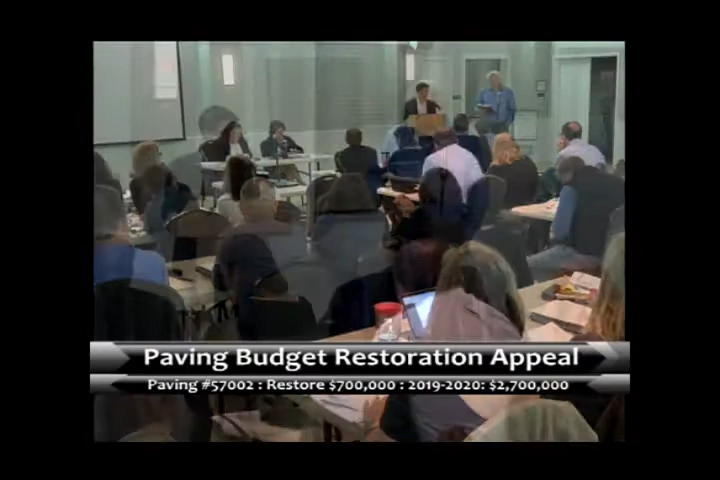 Paving Budget Restoration Appeal
Paving #57002 : Restore $700,000 : 2019-2020: $2,700,000